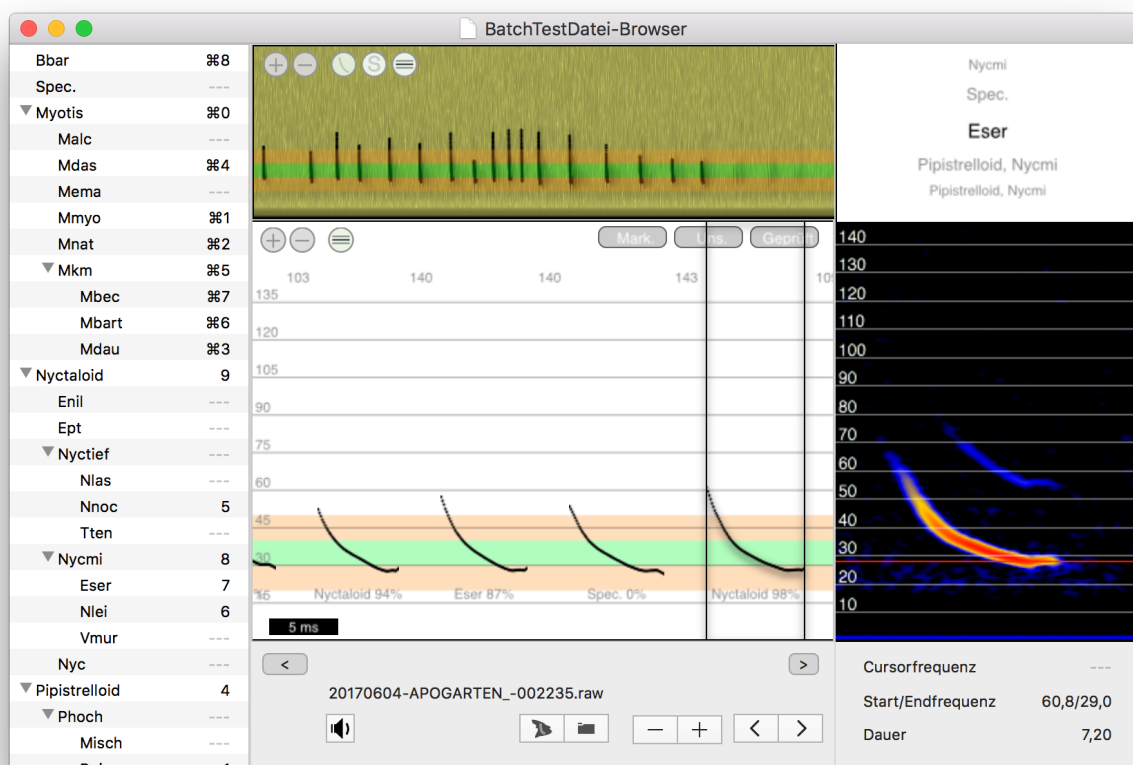 BatchTestDatei-Browser
Bbar ⌘8
Spec. ---
Myotis ⌘0
Malc ---
Mdas ⌘4
Mema ---
Mmyo ⌘1
Mnat ⌘2
Mkm ⌘5
Mbec ⌘7
Mbart ⌘6
Mdau ⌘3
Nyctaloid 9
Enil ---
Ept ---
Nyctief ---
Nlas ---
Nnoc 5
Tten ---
Nycmi 8
Eser 7
Nlei 6
Vmur ---
Nyc ---
Pipistrelloid 4
Phoch ---
Misch ---
S
Mark. Uns. Geprüft
103 140 140 143
135
120
105
90
75
60
45
30
Nyctaloid 94% Eser 87% Spec. 0% Nyctaloid 98%
5 ms
< >
20170604-APOGARTEN_-002235.raw
Nycmi
Spec.
Eser
Pipistrelloid, Nycmi
Pipistrelloid, Nycmi
140
130
120
110
100
90
80
70
60
50
40
30
20
10
Cursorfrequenz ---
Start/Endfrequenz 60,8/29,0
Dauer 7,20